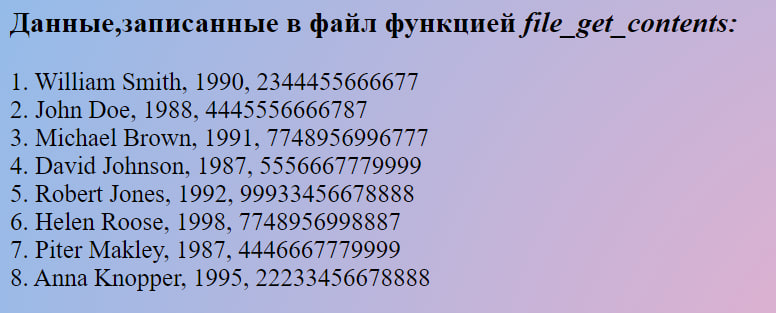 Данные,записанные в файл функцией file_get_contents:
1. William Smith, 1990, 2344455666677
2. John Doe, 1988, 4445556666787
3. Michael Brown, 1991, 7748956996777
4. David Johnson, 1987, 5556667779999
5. Robert Jones, 1992, 99933456678888
6. Helen Roose, 1998, 7748956998887
7. Piter Makley, 1987, 4446667779999
8. Anna Knopper, 1995, 22233456678888